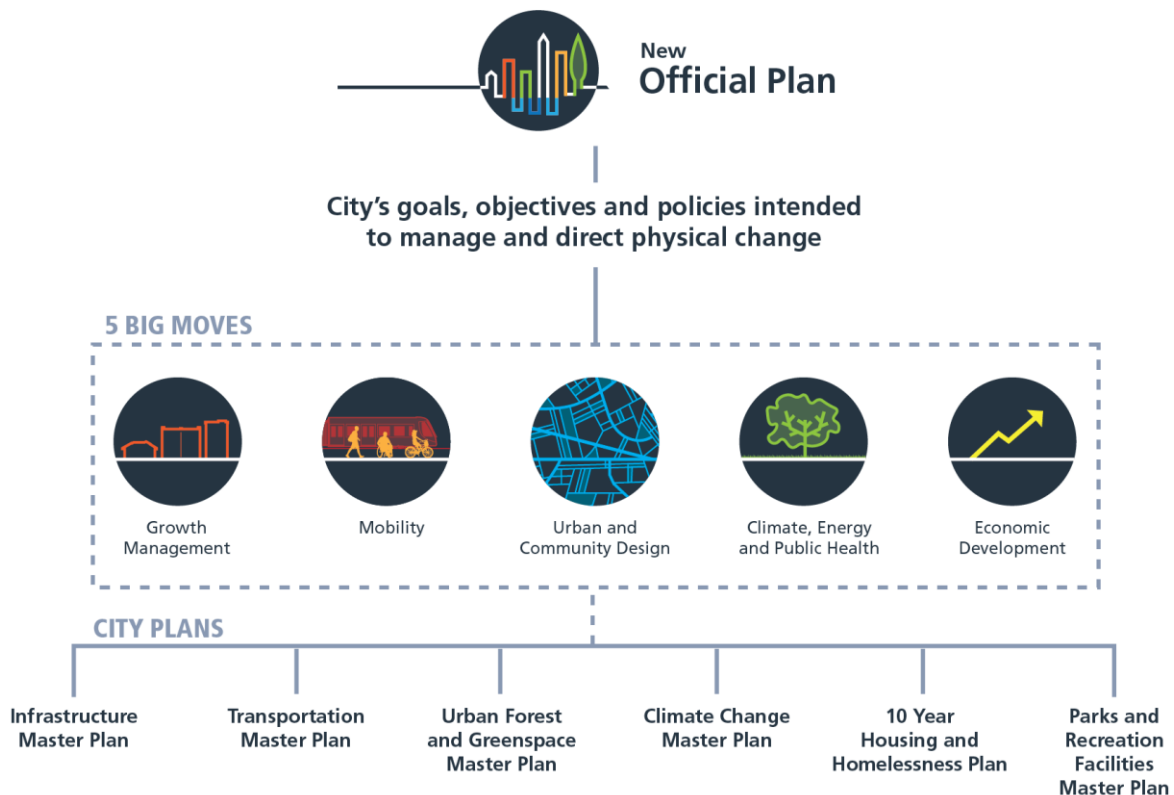 New
Official Plan
City's goals, objectives and policies intended
to manage and direct physical change
5 BIG MOVES
Growth
Management
Mobility
Urban and
Community Design
Climate, Energy
and Public Health
Economic
Development
CITY PLANS
Infrastructure
Master Plan
Transportation
Master Plan
Urban Forest
and Greenspace
Master Plan
Climate Change
Master Plan
10 Year
Housing and
Homelessness Plan
Parks and
Recreation
Facilities
Master Plan